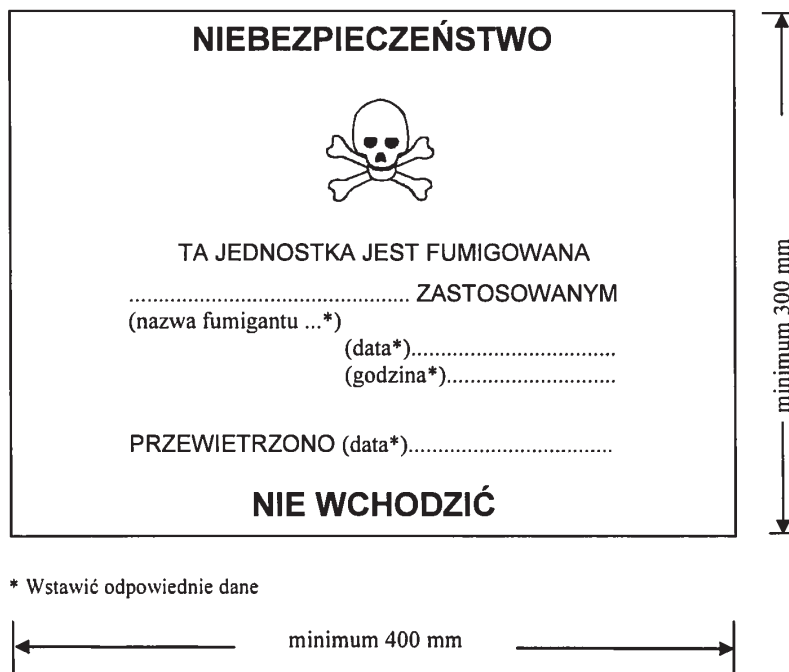 NIEBEZPIECZEŃSTWO
TA JEDNOSTKA JEST FUMIGOWANA
............................................... ZASTOSOWANYM
(nazwa fumigantu ...*)
(data*)..................................
(godzina*)............................
PRZEWIETRZONO (data*)..................................
NIE WCHODZIĆ
minimum 300 mm
* Wstawić odpowiednie dane
minimum 400 mm